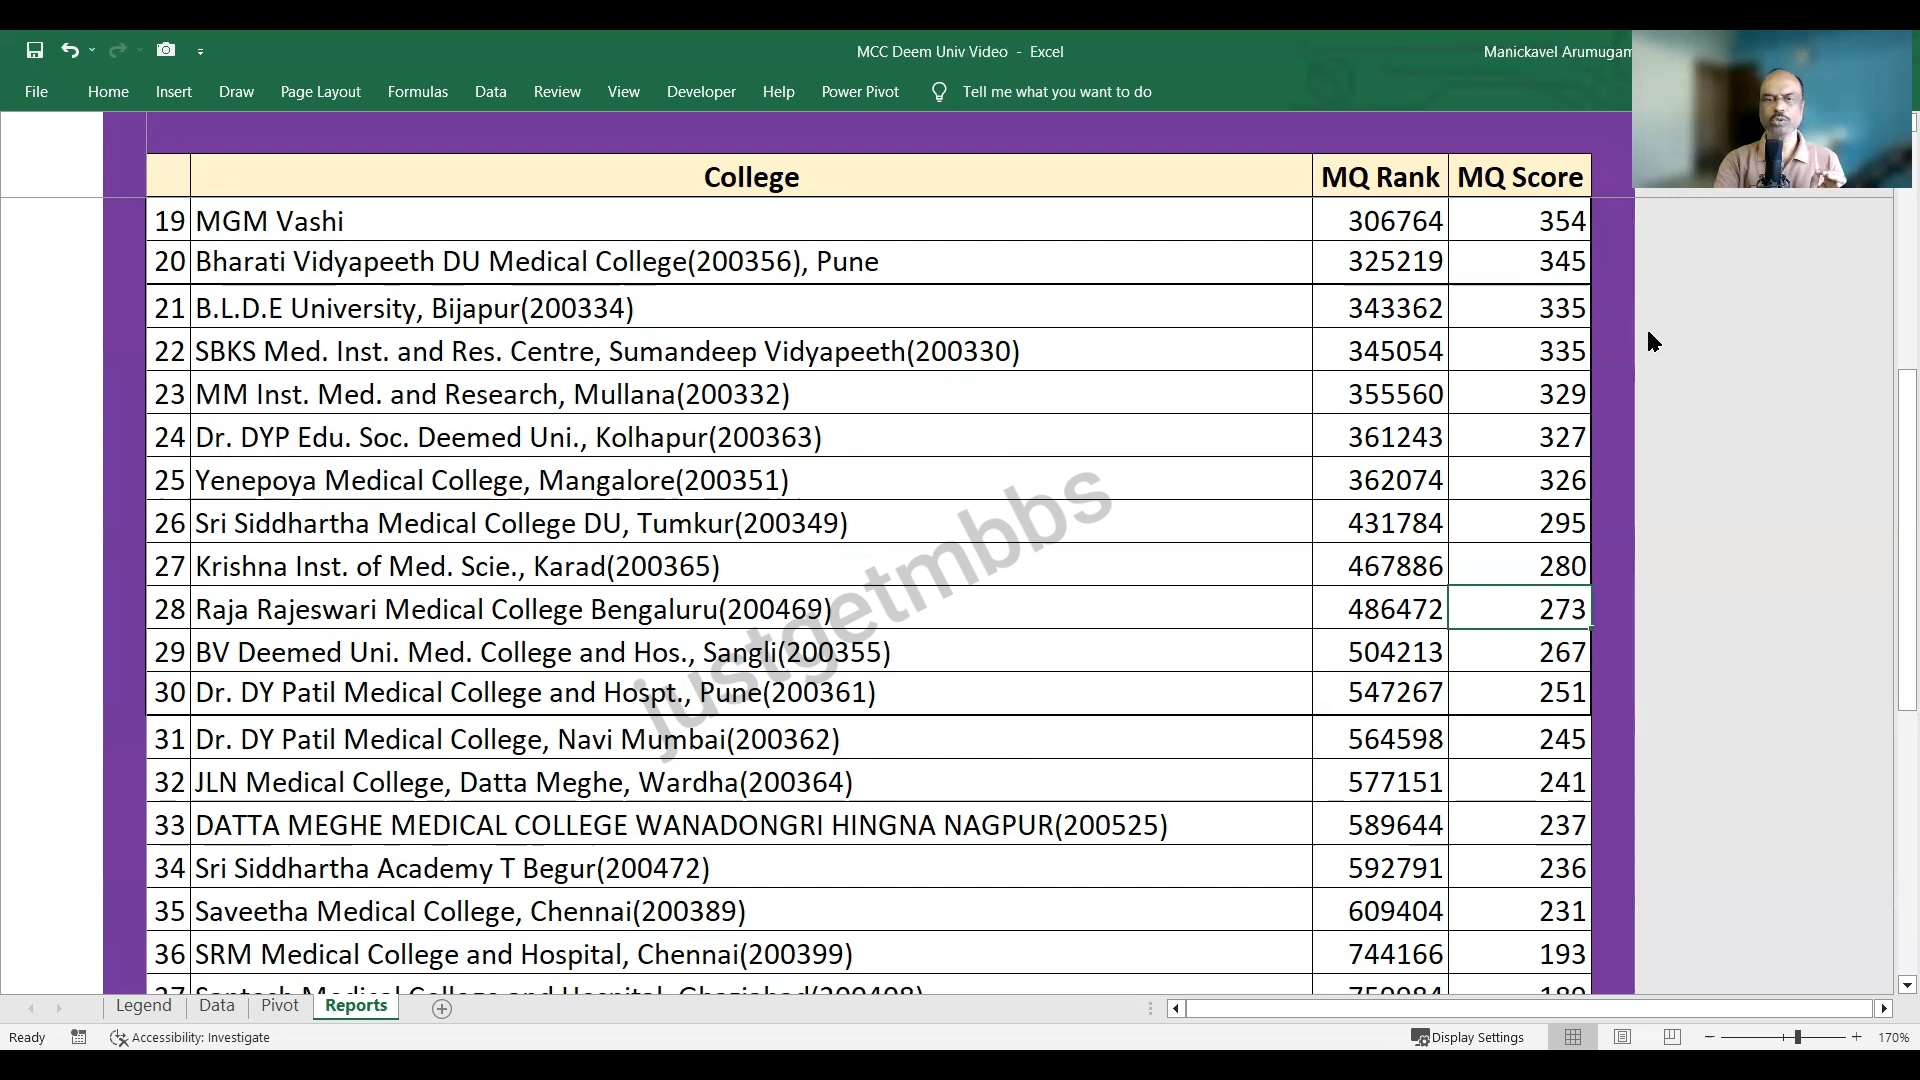 MCC Deem Univ Video - Excel
Manickavel Arumugam
File Home Insert Draw Page Layout Formulas Data Review View Developer Help Power Pivot Tell me what you want to do
College MQ Rank MQ Score
19 MGM Vashi 306764 354
20 Bharati Vidyapeeth DU Medical College(200356), Pune 325219 345
21 B.L.D.E University, Bijapur(200334) 343362 335
22 SBKS Med. Inst. and Res. Centre, Sumandeep Vidyapeeth(200330) 345054 335
23 MM Inst. Med. and Research, Mullana(200332) 355560 329
24 Dr. DYP Edu. Soc. Deemed Uni., Kolhapur(200363) 361243 327
25 Yenepoya Medical College, Mangalore(200351) 362074 326
26 Sri Siddhartha Medical College DU, Tumkur(200349) 431784 295
27 Krishna Inst. of Med. Scie., Karad(200365) 467886 280
28 Raja Rajeswari Medical College Bengaluru(200469) 486472 273
29 BV Deemed Uni. Med. College and Hos., Sangli(200355) 504213 267
30 Dr. DY Patil Medical College and Hospt., Pune(200361) 547267 251
31 Dr. DY Patil Medical College, Navi Mumbai(200362) 564598 245
32 JLN Medical College, Datta Meghe, Wardha(200364) 577151 241
33 DATTA MEGHE MEDICAL COLLEGE WANADONGRI HINGNA NAGPUR(200525) 589644 237
34 Sri Siddhartha Academy T Begur(200472) 592791 236
35 Saveetha Medical College, Chennai(200389) 609404 231
36 SRM Medical College and Hospital, Chennai(200399) 744166 193
justgetmbbs
Legend Data Pivot Reports
Ready Accessibility: Investigate Display Settings 170%